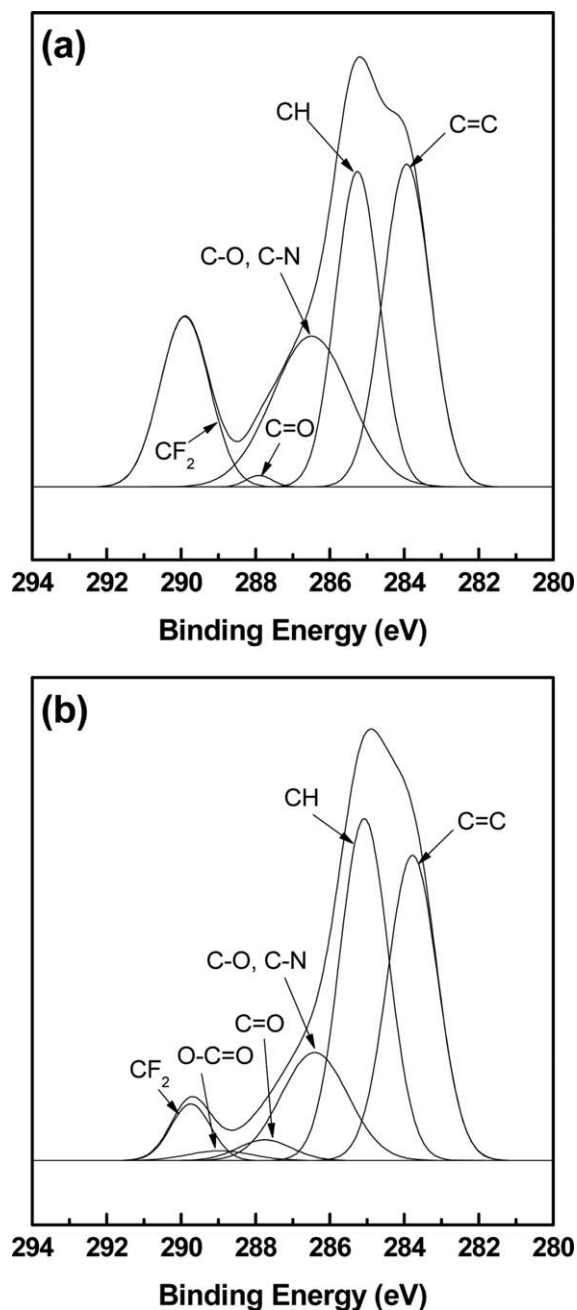 (a)
CH
C=C
C-O, C-N
C=O
CF2
294 292 290 288 286 284 282 280
Binding Energy (eV)
(b)
CH
C=C
C-O, C-N
C=O
O-C=O
CF2
294 292 290 288 286 284 282 280
Binding Energy (eV)